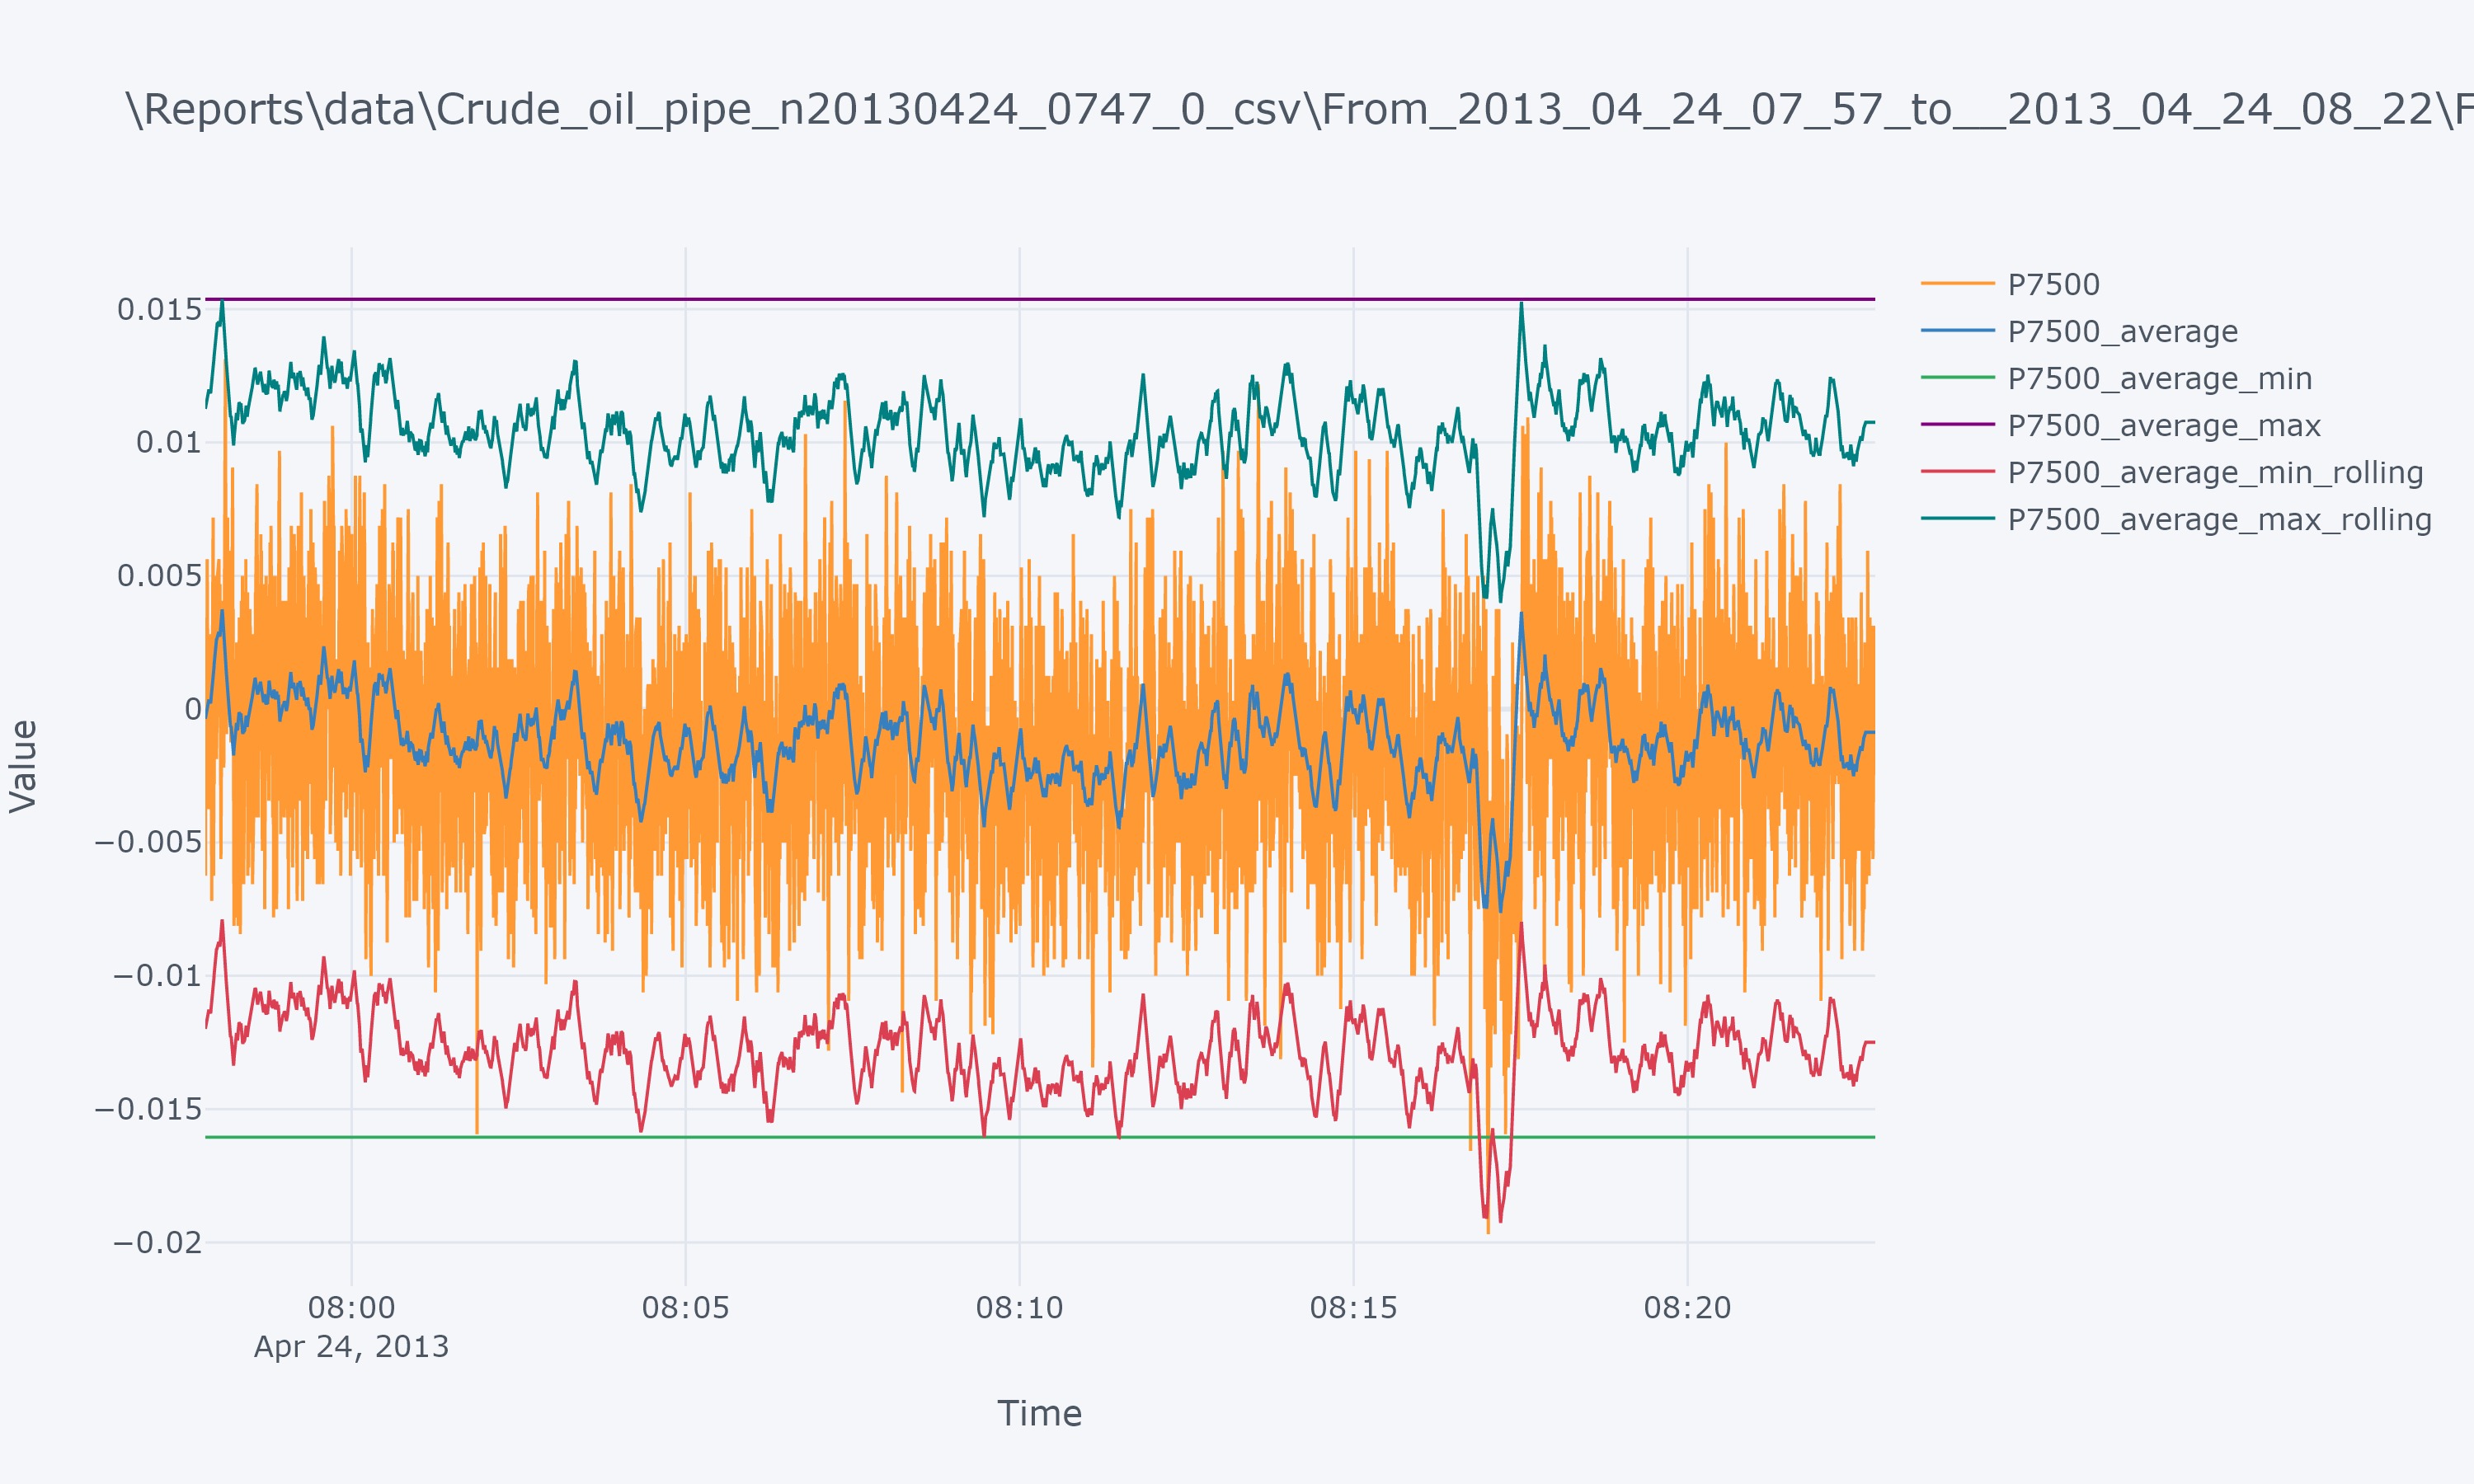 \Reports\data\Crude_oil_pipe_n20130424_0747_0_csv\From_2013_04_24_07_57_to__2013_04_24_08_22\F
P7500
P7500_average
P7500_average_min
P7500_average_max
P7500_average_min_rolling
P7500_average_max_rolling
0.015
0.01
0.005
0
−0.005
−0.01
−0.015
−0.02
Value
08:00
08:05
08:10
08:15
08:20
Apr 24, 2013
Time